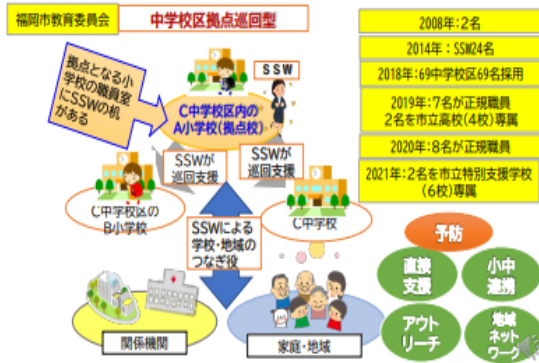 福岡市教育委員会
中学校区拠点巡回型
拠点となる小
学校の職員室
にSSWの机
がある
SSW
C中学校区内の
A小学校(拠点校)
SSWが
巡回支援
SSWが
巡回支援
C中学校区の
B小学校
C中学校
SSWによる
学校・地域の
つなぎ役
関係機関
家庭・地域
2008年:2名
2014年:SSW24名
2018年:69中学校区69名採用
2019年:7名が正規職員
2名を市立高校(4校)専属
2020年:8名が正規職員
2021年:2名を市立特別支援学校
(6校)専属
予防
直接
支援
小中
連携
アウト
リーチ
地域
ネット
ワーク